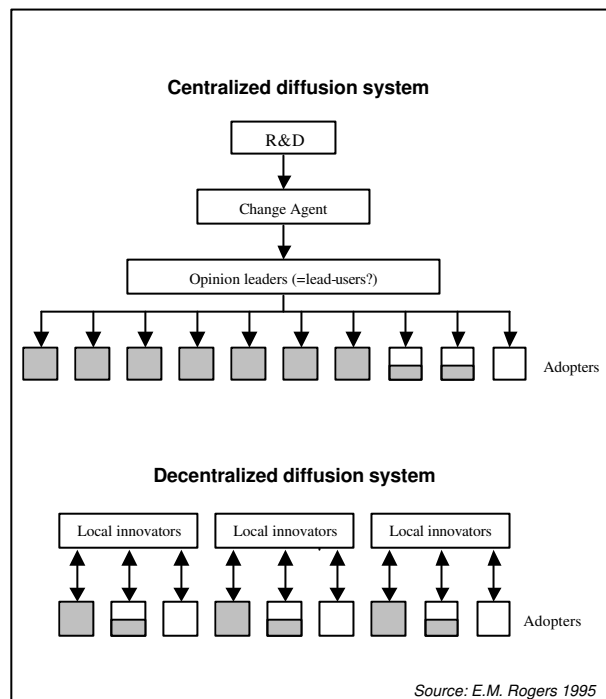 Centralized diffusion system
R&D
Change Agent
Opinion leaders (=lead-users?)
Adopters
Decentralized diffusion system
Local innovators Local innovators Local innovators
Adopters
Source: E.M. Rogers 1995